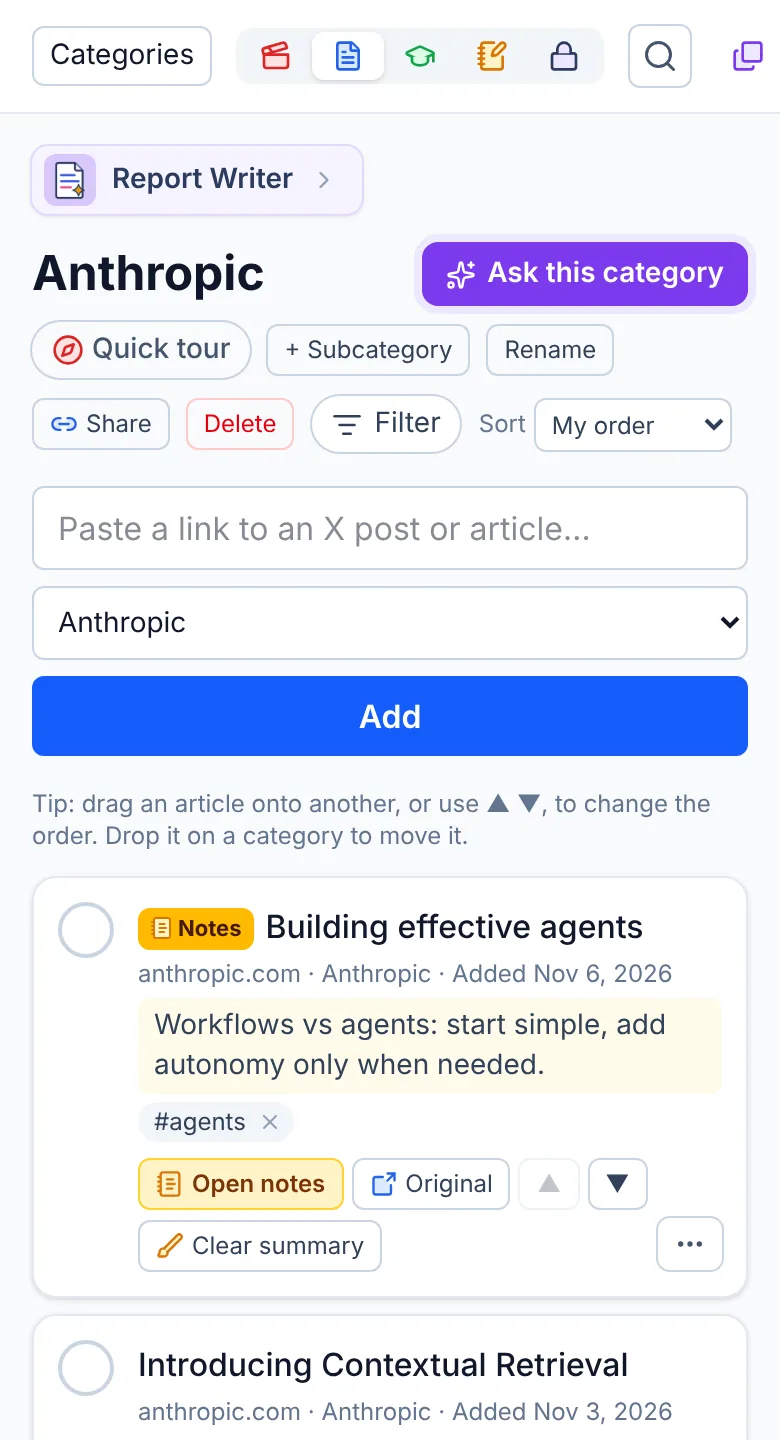 Categories
Report Writer
Anthropic
Ask this category
Quick tour
+ Subcategory
Rename
Share
Delete
Filter
Sort
My order
Paste a link to an X post or article...
Anthropic
Add
Tip: drag an article onto another, or use ▲ ▼, to change the
order. Drop it on a category to move it.
Notes
Building effective agents
anthropic.com · Anthropic · Added Nov 6, 2026
Workflows vs agents: start simple, add
autonomy only when needed.
#agents ×
Open notes
Original
▲
▼
Clear summary
···
Introducing Contextual Retrieval
anthropic.com · Anthropic · Added Nov 3, 2026